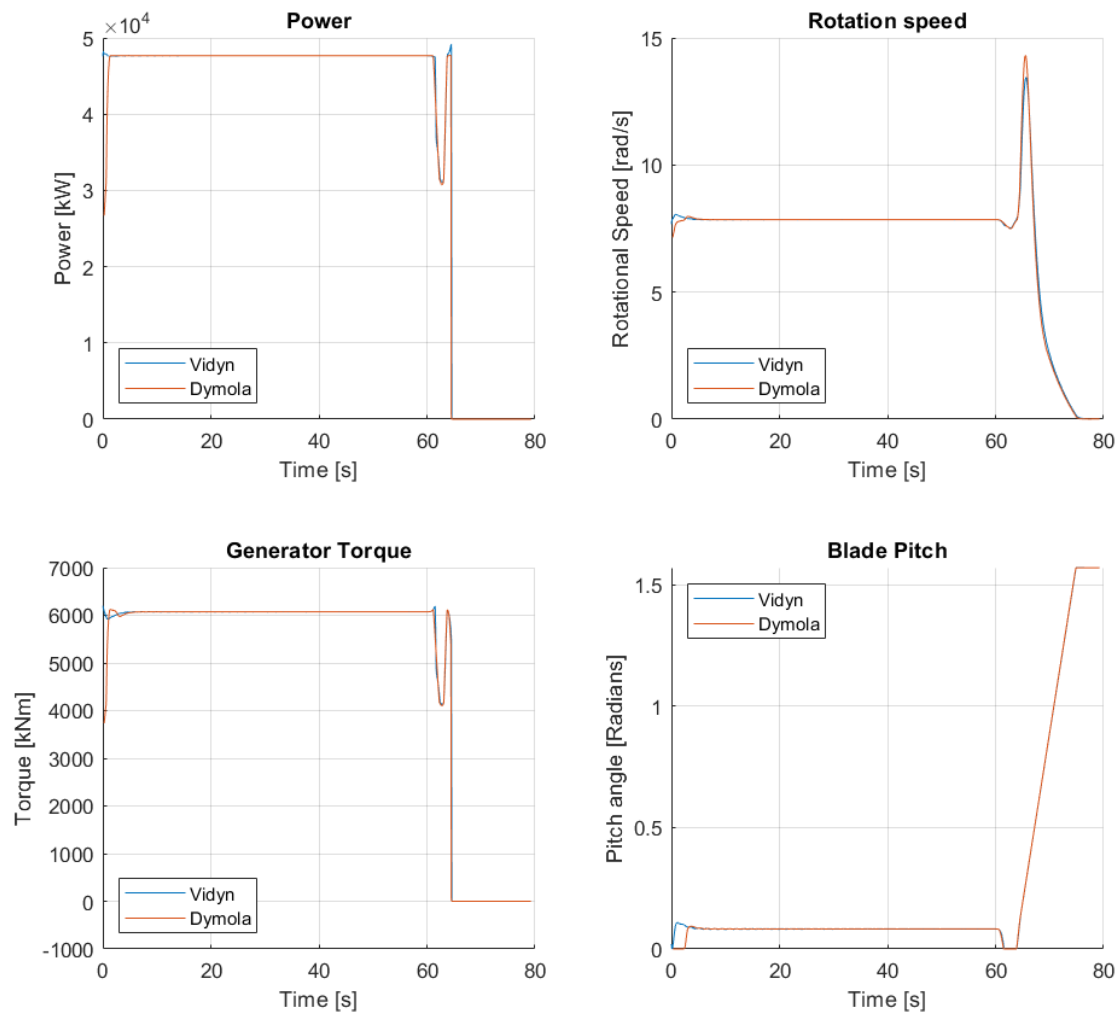 Power
×10^4
5
4
3
2
1
0
Power [kW]
Vidyn
Dymola
0 20 40 60 80
Time [s]
Rotation speed
15
10
5
0
Rotational Speed [rad/s]
Vidyn
Dymola
0 20 40 60 80
Time [s]
Generator Torque
7000
6000
5000
4000
3000
2000
1000
0
-1000
Torque [kNm]
Vidyn
Dymola
0 20 40 60 80
Time [s]
Blade Pitch
1.5
1
0.5
0
Pitch angle [Radians]
Vidyn
Dymola
0 20 40 60 80
Time [s]